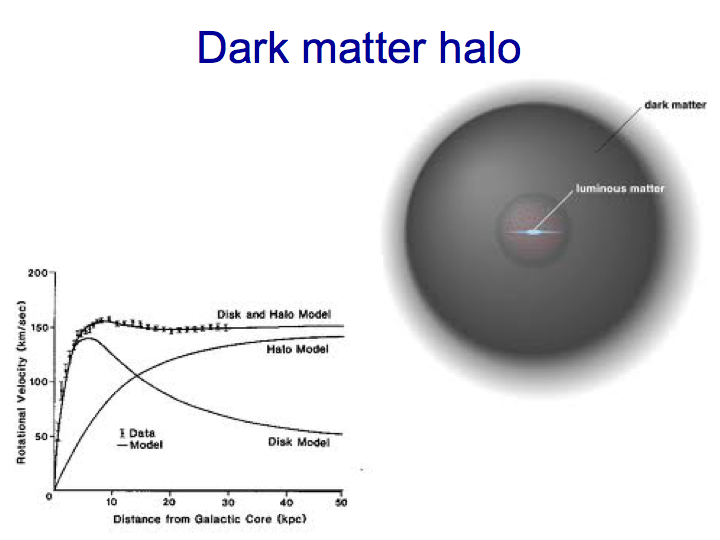 Dark matter halo
dark matter
luminous matter
200
150
100
50
0
Rotational Velocity (km/sec)
Disk and Halo Model
Halo Model
Disk Model
Data
Model
10
20
30
40
50
Distance from Galactic Core (kpc)